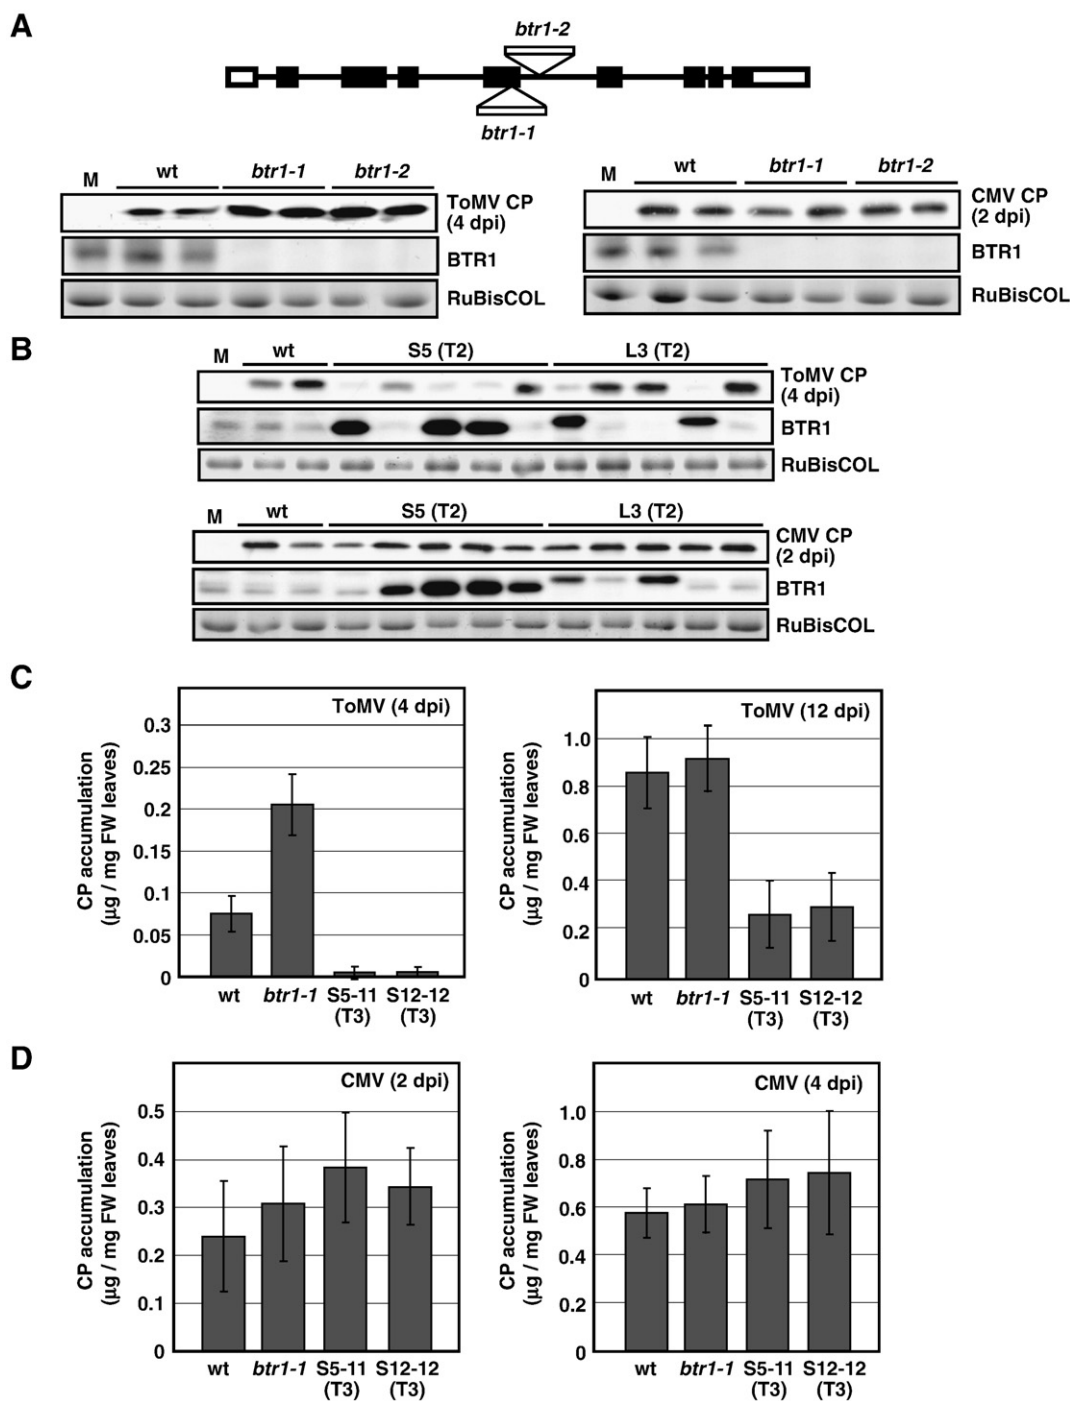 A
btr1-2
btr1-1
M wt btr1-1 btr1-2
ToMV CP
(4 dpi)
BTR1
RuBisCOL
M wt btr1-1 btr1-2
CMV CP
(2 dpi)
BTR1
RuBisCOL
B
M wt S5 (T2) L3 (T2)
ToMV CP
(4 dpi)
BTR1
RuBisCOL
M wt S5 (T2) L3 (T2)
CMV CP
(2 dpi)
BTR1
RuBisCOL
C
CP accumulation
(μg / mg FW leaves)
ToMV (4 dpi)
0.3
0.25
0.2
0.15
0.1
0.05
0
wt btr1-1 S5-11 S12-12
(T3) (T3)
CP accumulation
(μg / mg FW leaves)
ToMV (12 dpi)
1.0
0.8
0.6
0.4
0.2
0
wt btr1-1 S5-11 S12-12
(T3) (T3)
D
CP accumulation
(μg / mg FW leaves)
CMV (2 dpi)
0.5
0.4
0.3
0.2
0.1
0
wt btr1-1 S5-11 S12-12
(T3) (T3)
CP accumulation
(μg / mg FW leaves)
CMV (4 dpi)
1.0
0.8
0.6
0.4
0.2
0
wt btr1-1 S5-11 S12-12
(T3) (T3)